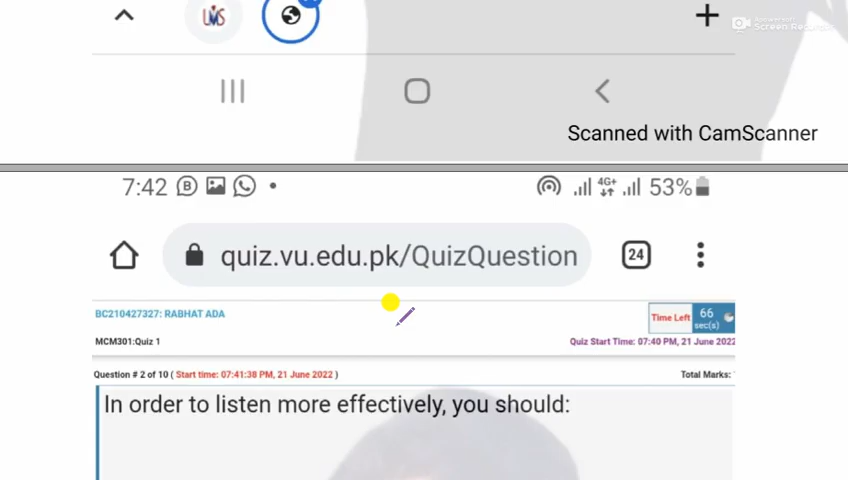 LMS
Scanned with CamScanner
7:42
4G+
53%
quiz.vu.edu.pk/QuizQuestion
24
BC210427327: RABHAT ADA
Time Left 66 sec(s)
MCM301:Quiz 1
Quiz Start Time: 07:40 PM, 21 June 2022
Question # 2 of 10 ( Start time: 07:41:38 PM, 21 June 2022 )
Total Marks:
In order to listen more effectively, you should: